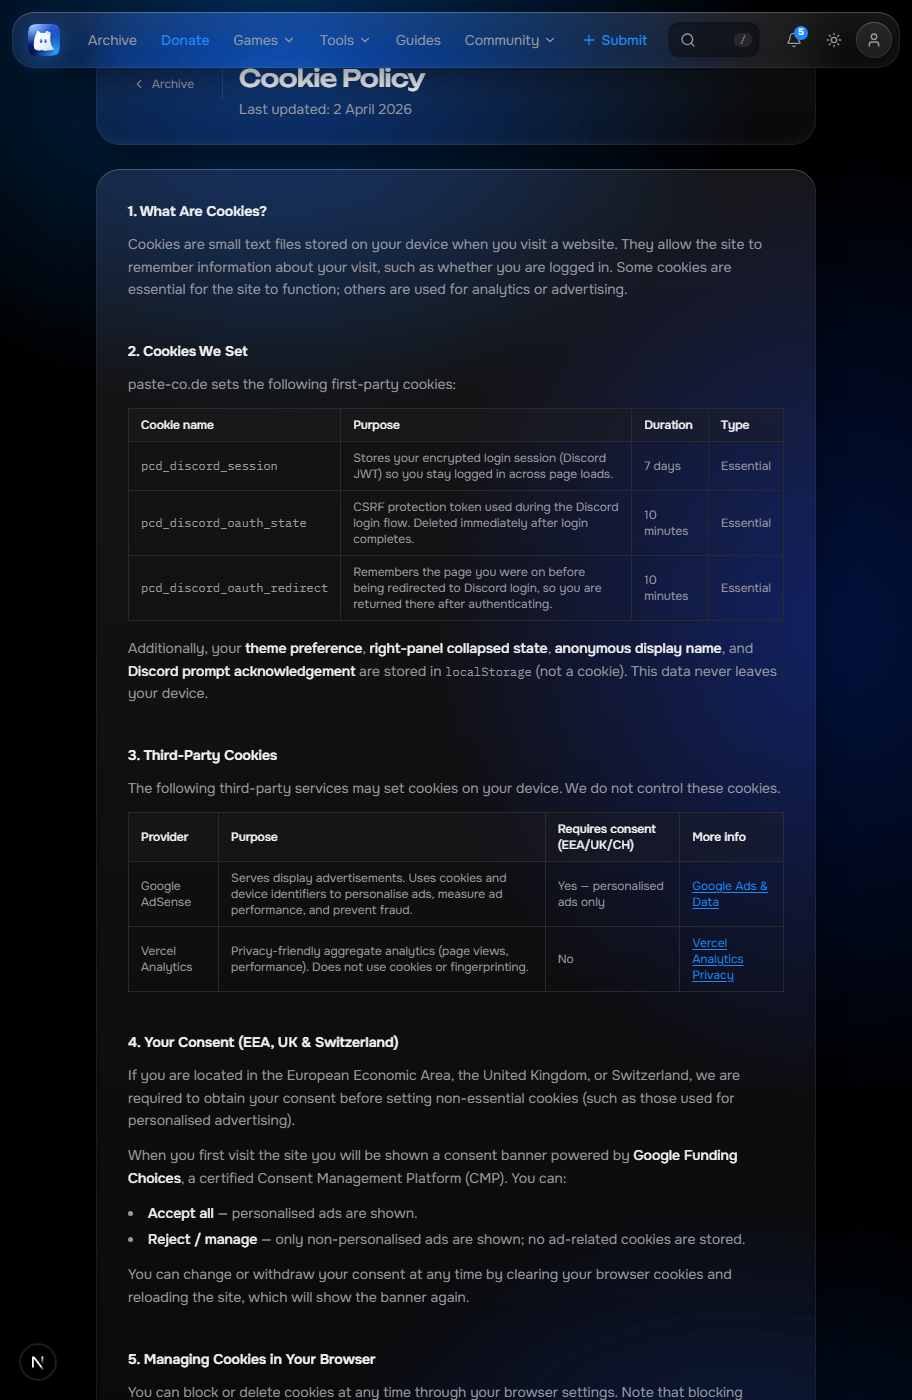 Archive
Donate
Games
Tools
Guides
Community
Submit
/
5
Archive
Cookie Policy
Last updated: 2 April 2026
1. What Are Cookies?
Cookies are small text files stored on your device when you visit a website. They allow the site to
remember information about your visit, such as whether you are logged in. Some cookies are
essential for the site to function; others are used for analytics or advertising.
2. Cookies We Set
paste-co.de sets the following first-party cookies:
Cookie name
Purpose
Duration
Type
pcd_discord_session
Stores your encrypted login session (Discord
JWT) so you stay logged in across page loads.
7 days
Essential
pcd_discord_oauth_state
CSRF protection token used during the Discord
login flow. Deleted immediately after login
completes.
10
minutes
Essential
pcd_discord_oauth_redirect
Remembers the page you were on before
being redirected to Discord login, so you are
returned there after authenticating.
10
minutes
Essential
Additionally, your theme preference, right-panel collapsed state, anonymous display name, and
Discord prompt acknowledgement are stored in localStorage (not a cookie). This data never leaves
your device.
3. Third-Party Cookies
The following third-party services may set cookies on your device. We do not control these cookies.
Provider
Purpose
Requires consent
(EEA/UK/CH)
More info
Google
AdSense
Serves display advertisements. Uses cookies and
device identifiers to personalise ads, measure ad
performance, and prevent fraud.
Yes — personalised
ads only
Google Ads &
Data
Vercel
Analytics
Privacy-friendly aggregate analytics (page views,
performance). Does not use cookies or fingerprinting.
No
Vercel
Analytics
Privacy
4. Your Consent (EEA, UK & Switzerland)
If you are located in the European Economic Area, the United Kingdom, or Switzerland, we are
required to obtain your consent before setting non-essential cookies (such as those used for
personalised advertising).
When you first visit the site you will be shown a consent banner powered by Google Funding
Choices, a certified Consent Management Platform (CMP). You can:
Accept all — personalised ads are shown.
Reject / manage — only non-personalised ads are shown; no ad-related cookies are stored.
You can change or withdraw your consent at any time by clearing your browser cookies and
reloading the site, which will show the banner again.
5. Managing Cookies in Your Browser
You can block or delete cookies at any time through your browser settings. Note that blocking